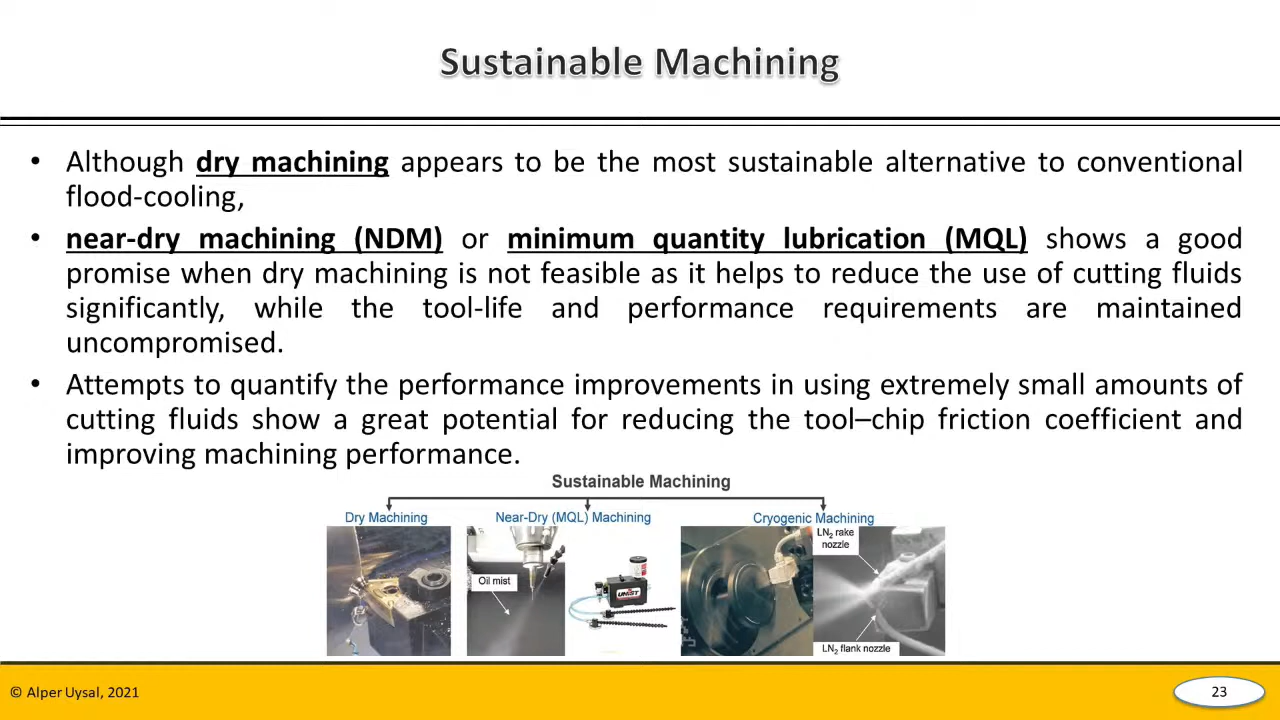 Sustainable Machining
• Although dry machining appears to be the most sustainable alternative to conventional
flood-cooling,
• near-dry machining (NDM) or minimum quantity lubrication (MQL) shows a good
promise when dry machining is not feasible as it helps to reduce the use of cutting fluids
significantly, while the tool-life and performance requirements are maintained
uncompromised.
• Attempts to quantify the performance improvements in using extremely small amounts of
cutting fluids show a great potential for reducing the tool–chip friction coefficient and
improving machining performance.
Sustainable Machining
Dry Machining
Near-Dry (MQL) Machining
Cryogenic Machining
Oil mist
UNIST
LN₂ rake
nozzle
LN₂ flank nozzle
© Alper Uysal, 2021
23